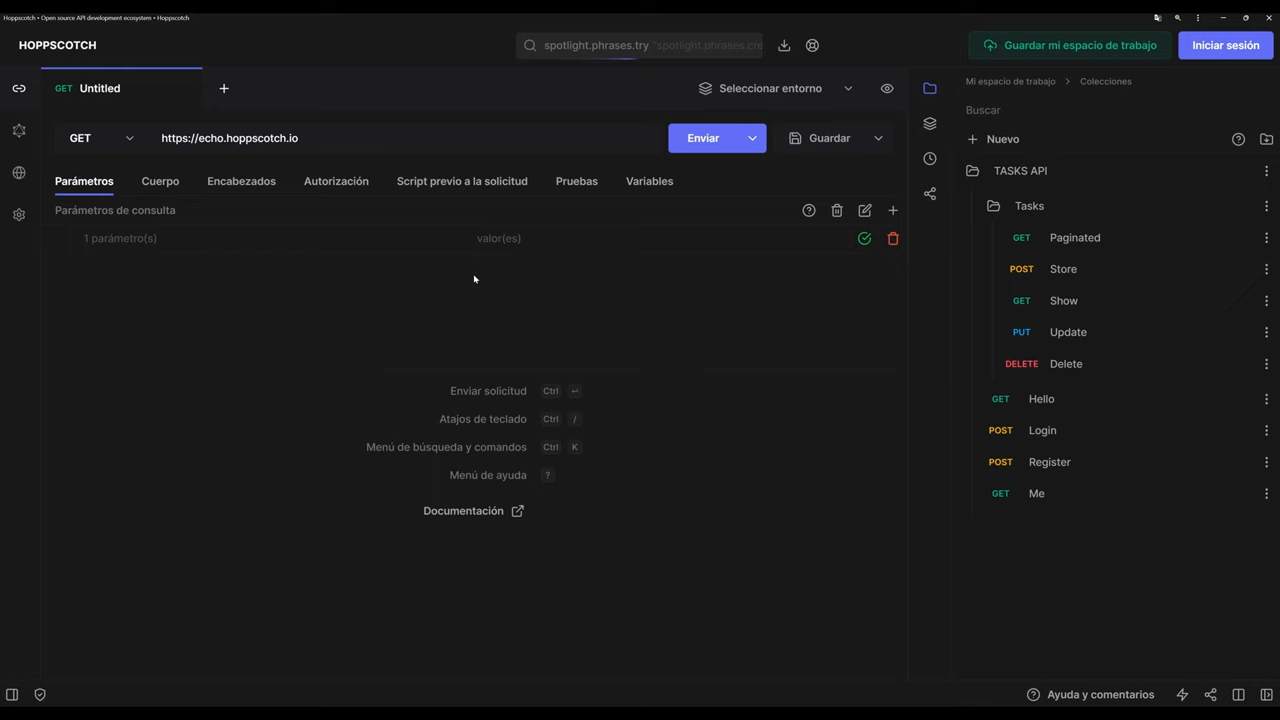 Hoppscotch • Open source API development ecosystem • Hoppscotch
HOPPSCOTCH
spotlight.phrases.try "spotlight.phrases.cre
Guardar mi espacio de trabajo
Iniciar sesión
GET Untitled
Seleccionar entorno
Mi espacio de trabajo > Colecciones
Buscar
GET https://echo.hoppscotch.io
Enviar
Guardar
+ Nuevo
Parámetros Cuerpo Encabezados Autorización Script previo a la solicitud Pruebas Variables
Parámetros de consulta
1 parámetro(s) valor(es)
TASKS API
Tasks
GET Paginated
POST Store
GET Show
PUT Update
DELETE Delete
GET Hello
POST Login
POST Register
GET Me
Enviar solicitud Ctrl ↩
Atajos de teclado Ctrl /
Menú de búsqueda y comandos Ctrl K
Menú de ayuda ?
Documentación
Ayuda y comentarios